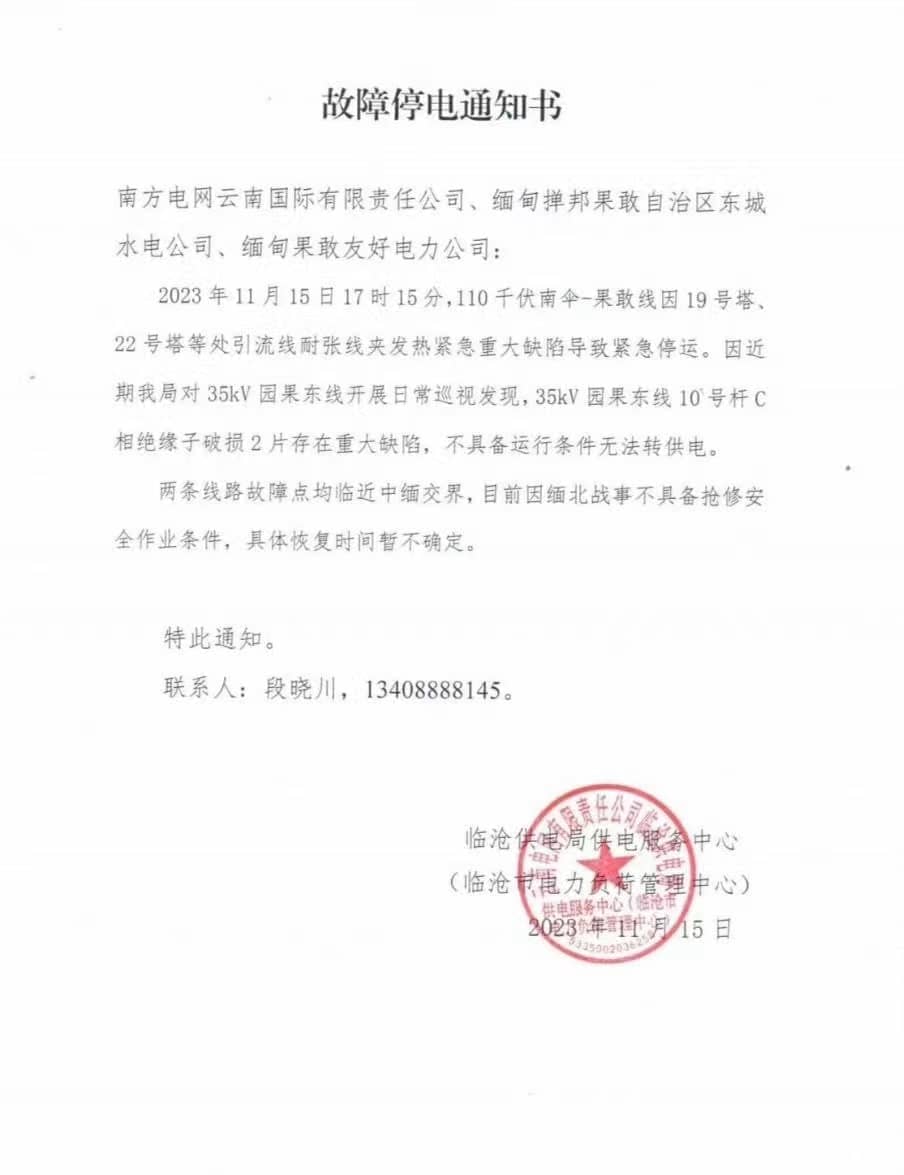 故障停电通知书
南方电网云南国际有限责任公司、缅甸掸邦果敢自治区东城
水电公司、缅甸果敢友好电力公司：
2023年11月15日17时15分,110千伏南伞-果敢线因19号塔、
22号塔等处引流线耐张线夹发热紧急重大缺陷导致紧急停运。因近
期我局对35kV园果东线开展日常巡视发现,35kV园果东线10号杆C
相绝缘子破损2片存在重大缺陷，不具备运行条件无法转供电。
两条线路故障点均临近中缅交界,目前因缅北战事不具备抢修安
全作业条件，具体恢复时间暂不确定。
特此通知。
联系人：段晓川，13408888145。
临沧供电局供电服务中心
（临沧市电力负荷管理中心）
2023年11月15日
电网有限责任公司临沧供电局
供电服务中心（临沧市
负荷管理中心）